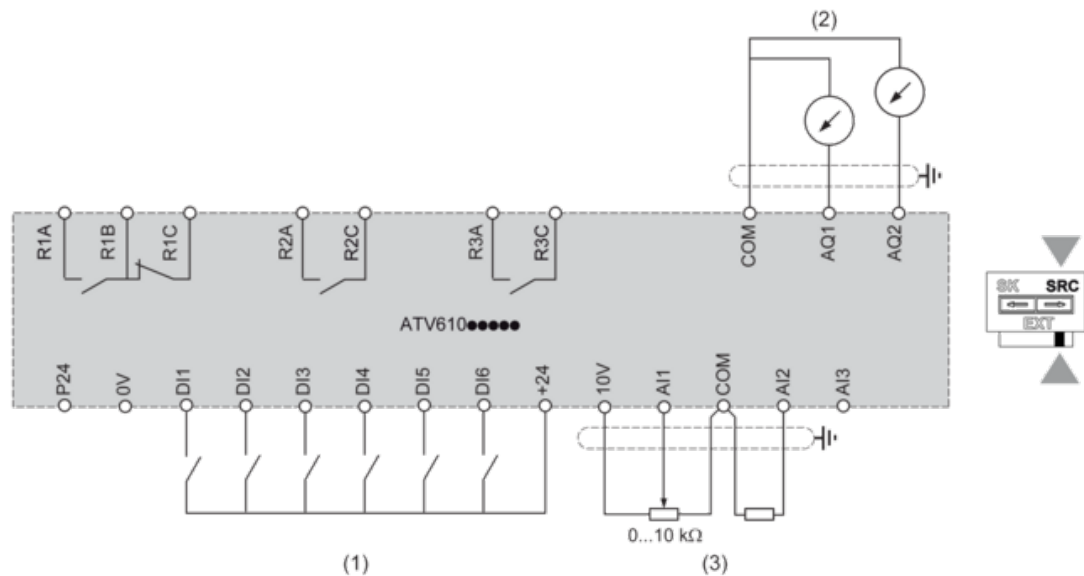 (2)
R1A R1B R1C R2A R2C R3A R3C COM AQ1 AQ2
SK SRC
EXT
ATV610●●●●●
P24 0V DI1 DI2 DI3 DI4 DI5 DI6 +24 10V AI1 COM AI2 AI3
0...10 kΩ
(1) (3)